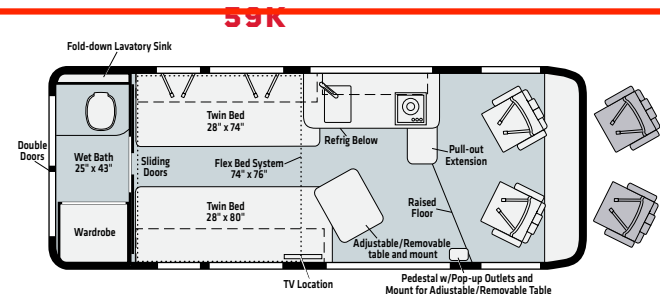 59K
Fold-down Lavatory Sink
Twin Bed
28" x 74"
Refrig Below
Double
Doors
Wet Bath
25" x 43"
Sliding
Doors
Flex Bed System
74" x 76"
Pull-out
Extension
Twin Bed
28" x 80"
Raised
Floor
Wardrobe
Adjustable/Removable
table and mount
TV Location
Pedestal w/Pop-up Outlets and
Mount for Adjustable/Removable Table